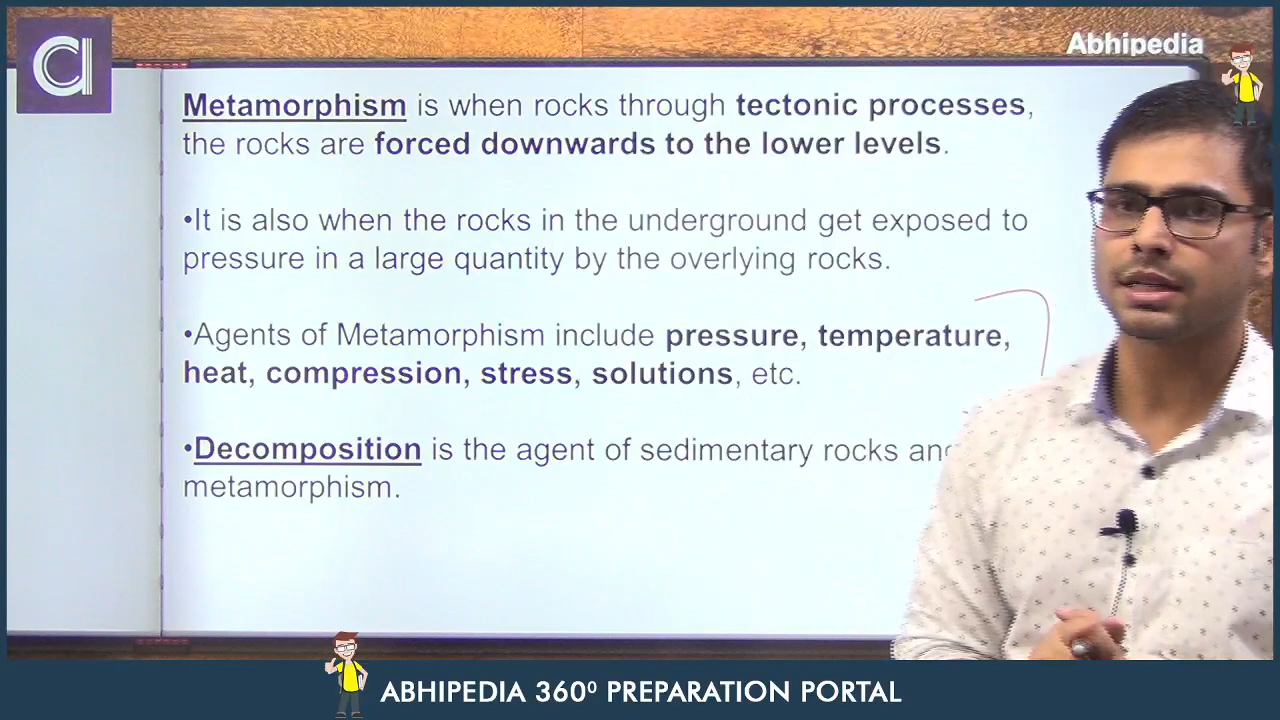 Abhipedia
Metamorphism is when rocks through tectonic processes,
the rocks are forced downwards to the lower levels.
•It is also when the rocks in the underground get exposed to
pressure in a large quantity by the overlying rocks.
•Agents of Metamorphism include pressure, temperature,
heat, compression, stress, solutions, etc.
•Decomposition is the agent of sedimentary rocks and
metamorphism.
ABHIPEDIA 360⁰ PREPARATION PORTAL